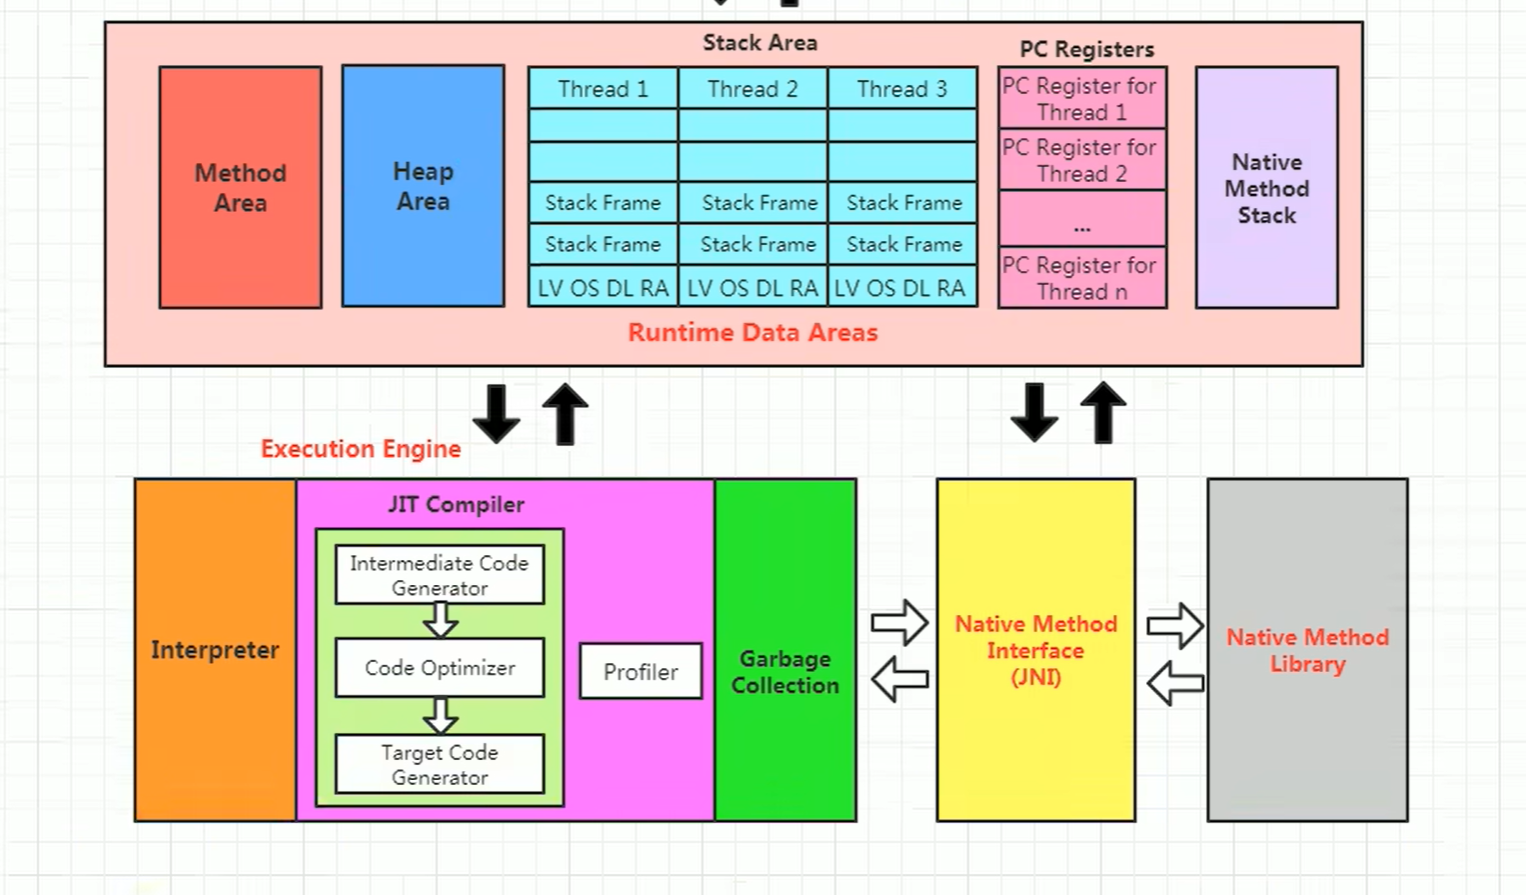 Stack Area
PC Registers
Method
Area
Heap
Area
Thread 1
Thread 2
Thread 3
Stack Frame
Stack Frame
Stack Frame
Stack Frame
Stack Frame
Stack Frame
LV OS DL RA
LV OS DL RA
LV OS DL RA
PC Register for
Thread 1
PC Register for
Thread 2
...
PC Register for
Thread n
Native
Method
Stack
Runtime Data Areas
Execution Engine
Interpreter
JIT Compiler
Intermediate Code
Generator
Code Optimizer
Target Code
Generator
Profiler
Garbage
Collection
Native Method
Interface
(JNI)
Native Method
Library